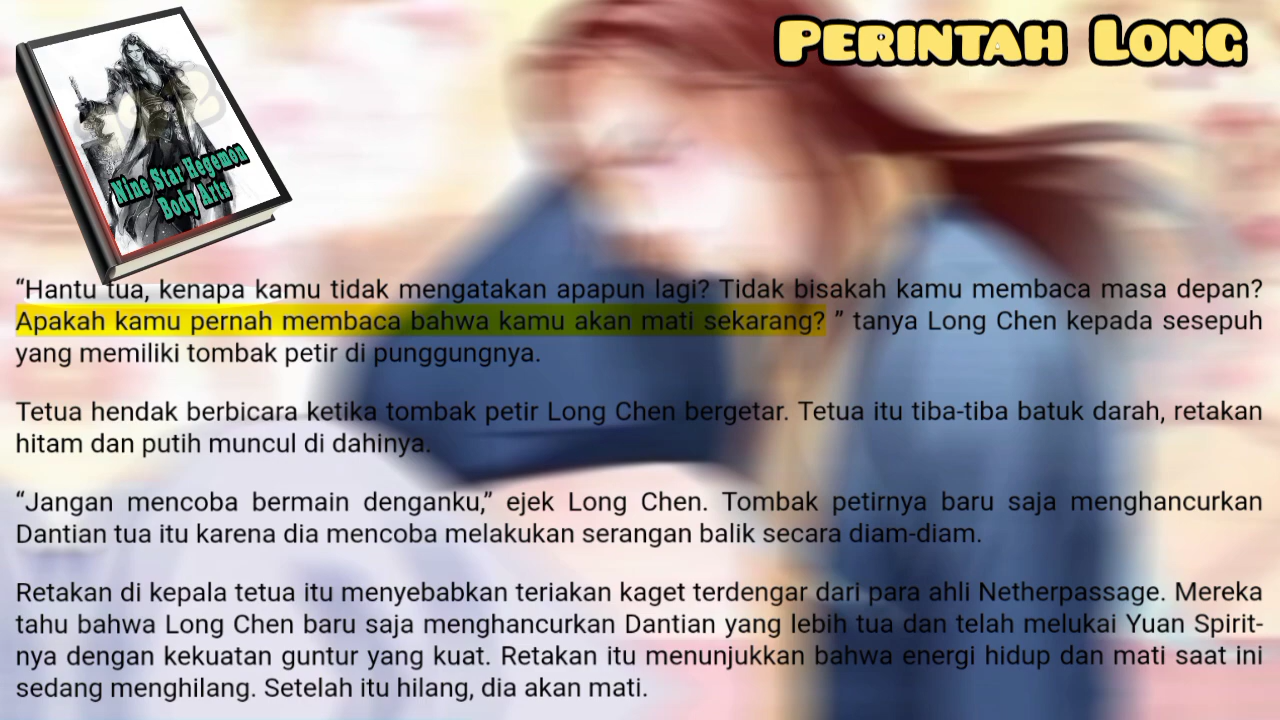 PERINTAH LONG
Nine Star Hegemon
Body Arts
“Hantu tua, kenapa kamu tidak mengatakan apapun lagi? Tidak bisakah kamu membaca masa depan?
Apakah kamu pernah membaca bahwa kamu akan mati sekarang? ” tanya Long Chen kepada sesepuh
yang memiliki tombak petir di punggungnya.
Tetua hendak berbicara ketika tombak petir Long Chen bergetar. Tetua itu tiba-tiba batuk darah, retakan
hitam dan putih muncul di dahinya.
“Jangan mencoba bermain denganku,” ejek Long Chen. Tombak petirnya baru saja menghancurkan
Dantian tua itu karena dia mencoba melakukan serangan balik secara diam-diam.
Retakan di kepala tetua itu menyebabkan teriakan kaget terdengar dari para ahli Netherpassage. Mereka
tahu bahwa Long Chen baru saja menghancurkan Dantian yang lebih tua dan telah melukai Yuan Spirit-
nya dengan kekuatan guntur yang kuat. Retakan itu menunjukkan bahwa energi hidup dan mati saat ini
sedang menghilang. Setelah itu hilang, dia akan mati.